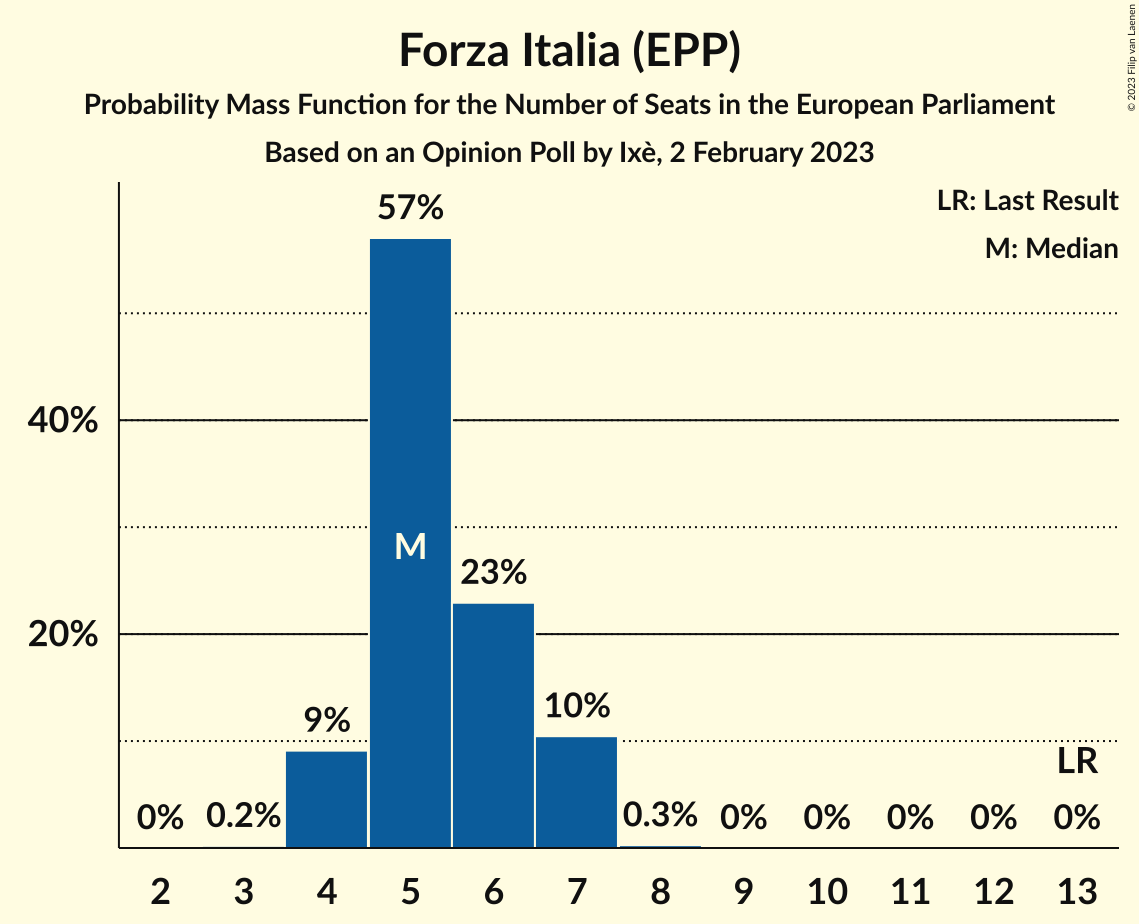 Forza Italia (EPP)
Probability Mass Function for the Number of Seats in the European Parliament
Based on an Opinion Poll by Ixè, 2 February 2023
© 2023 Filip van Laenen
LR: Last Result
M: Median
57%
40%
M
23%
20%
10%
9%
LR
0% 0.2% 0.3% 0% 0% 0% 0% 0%
2 3 4 5 6 7 8 9 10 11 12 13